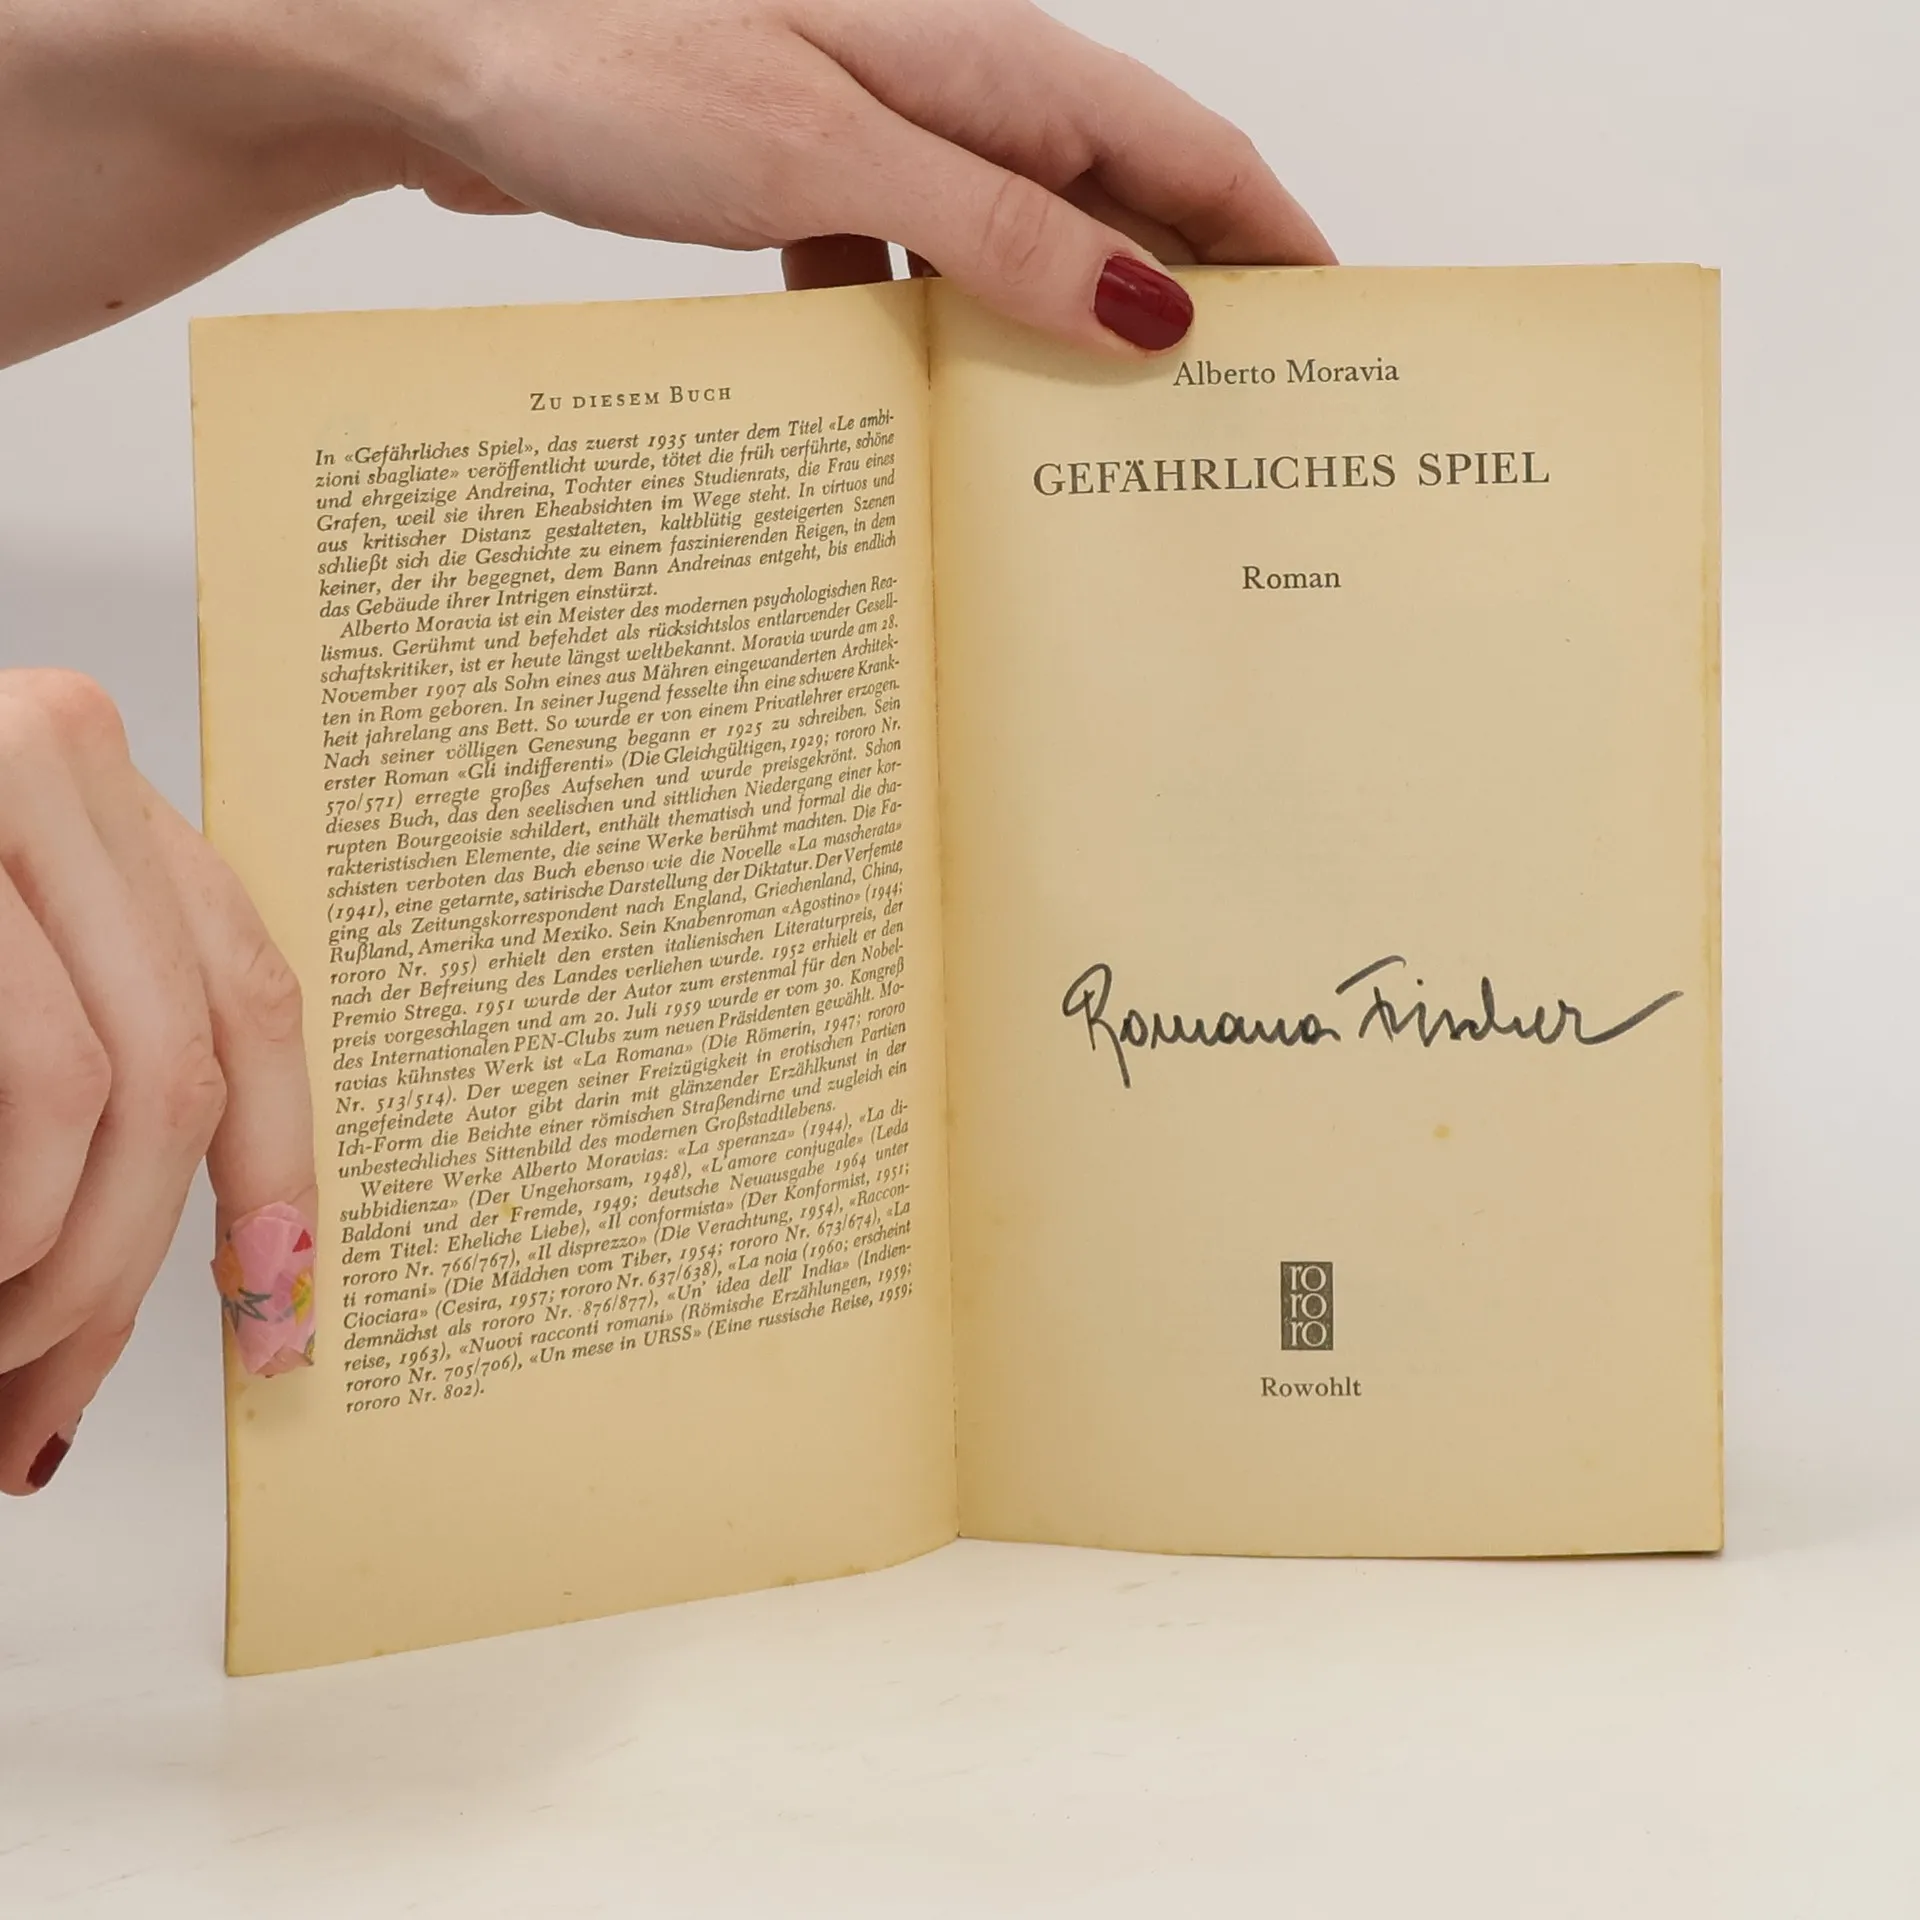 ZU DIESEM BUCH
In «Gefährliches Spiel», das zuerst 1935 unter dem Titel «Le ambi-
zioni sbagliate» veröffentlicht wurde, tötet die früh verführte, schöne
und ehrgeizige Andreina, Tochter eines Studienrats, die Frau eines
Grafen, weil sie ihren Eheabsichten im Wege steht. In virtuos und
aus kritischer Distanz gestalteten, kaltblütig gesteigerten Szenen
schließt sich die Geschichte zu einem faszinierenden Reigen, in dem
keiner, der ihr begegnet, dem Bann Andreinas entgeht, bis endlich
das Gebäude ihrer Intrigen einstürzt.
Alberto Moravia ist ein Meister des modernen psychologischen Rea-
lismus. Gerühmt und befehdet als rücksichtslos entlarvender Gesell-
schaftskritiker, ist er heute längst weltbekannt. Moravia wurde am 28.
November 1907 als Sohn eines aus Mähren eingewanderten Architek-
ten in Rom geboren. In seiner Jugend fesselte ihn eine schwere Krank-
heit jahrelang ans Bett. So wurde er von einem Privatlehrer erzogen.
Nach seiner völligen Genesung begann er 1925 zu schreiben. Sein
erster Roman «Gli indifferenti» (Die Gleichgültigen, 1929; rororo Nr.
570/571) erregte großes Aufsehen und wurde preisgekrönt. Schon
dieses Buch, das den seelischen und sittlichen Niedergang einer kor-
rupten Bourgeoisie schildert, enthält thematisch und formal die cha-
rakteristischen Elemente, die seine Werke berühmt machten. Die Fa-
schisten verboten das Buch ebenso wie die Novelle «La mascherata»
(1941), eine getarnte, satirische Darstellung der Diktatur. Der Verfemte
ging als Zeitungskorrespondent nach England, Griechenland, China,
Rußland, Amerika und Mexiko. Sein Knabenroman «Agostino» (1944;
rororo Nr. 595) erhielt den ersten italienischen Literaturpreis, der
nach der Befreiung des Landes verliehen wurde. 1952 erhielt er den
Premio Strega. 1951 wurde der Autor zum erstenmal für den Nobel-
preis vorgeschlagen und am 20. Juli 1959 wurde er vom 30. Kongreß
des Internationalen PEN-Clubs zum neuen Präsidenten gewählt. Mo-
ravias kühnstes Werk ist «La Romana» (Die Römerin, 1947; rororo
Nr. 513/514). Der wegen seiner Freizügigkeit in erotischen Partien
angefeindete Autor gibt darin mit glänzender Erzählkunst in der
Ich-Form die Beichte einer römischen Straßendirne und zugleich ein
unbestechliches Sittenbild des modernen Großstadtlebens.
Weitere Werke Alberto Moravias: «La speranza» (1944), «La di-
subbidienza» (Der Ungehorsam, 1948), «L'amore conjugale» (Leda
Baldoni und der Fremde, 1949; deutsche Neuausgabe 1964 unter
dem Titel: Eheliche Liebe), «Il conformista» (Der Konformist, 1951;
rororo Nr. 766/767), «Il disprezzo» (Die Verachtung, 1954), «Raccon-
ti romani» (Die Mädchen vom Tiber, 1954; rororo Nr. 673/674), «La
Ciociara» (Cesira, 1957; rororo Nr. 637/638), «La noia (1960; erscheint
demnächst als rororo Nr. 876/877), «Un' idea dell' India» (Indien-
reise, 1963), «Nuovi racconti romani» (Römische Erzählungen, 1959;
rororo Nr. 705/706), «Un mese in URSS» (Eine russische Reise, 1959;
rororo Nr. 802).
Alberto Moravia
GEFÄHRLICHES SPIEL
Roman
Romana Fischer
ro
ro
ro
Rowohlt